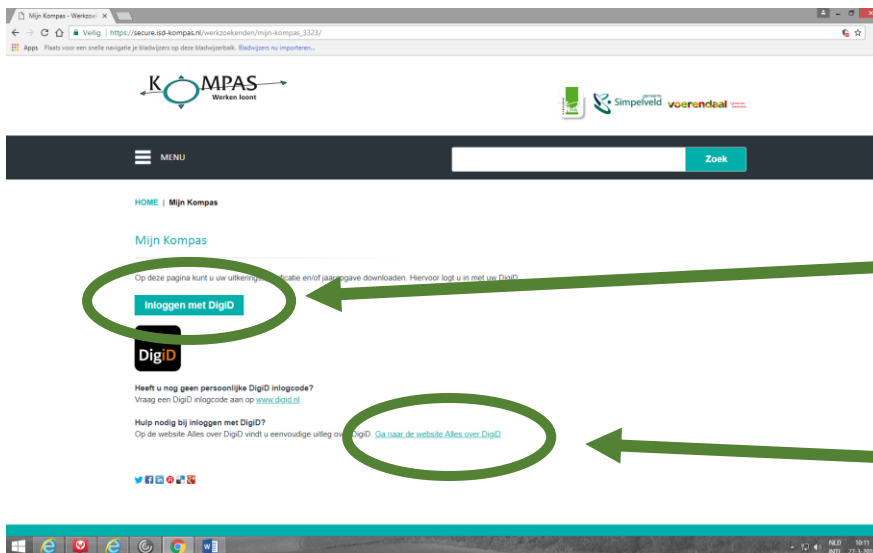 Mijn Kompas - Werkzoe
Veilig | https://secure.isd-kompas.nl/werkzoekenden/mijn-kompas_3323/
Apps Plaats voor een snelle navigatie je bladwijzers op deze bladwijzerbalk. Bladwijzers nu importeren...
KOMPAS
Werken loont
Simpelveld voerendaal
MENU
Zoek
HOME | Mijn Kompas
Mijn Kompas
Op deze pagina kunt u uw uitkerings en/of jaaropgave downloaden. Hiervoor logt u in met uw DigiD
Inloggen met DigiD
DigiD
Heeft u nog geen persoonlijke DigiD inlogcode?
Vraag een DigiD inlogcode aan op www.digid.nl.
Hulp nodig bij inloggen met DigiD?
Op de website Alles over DigiD vindt u eenvoudige uitleg DigiD. Ga naar de website Alles over DigiD
NLD 10:11
INTL